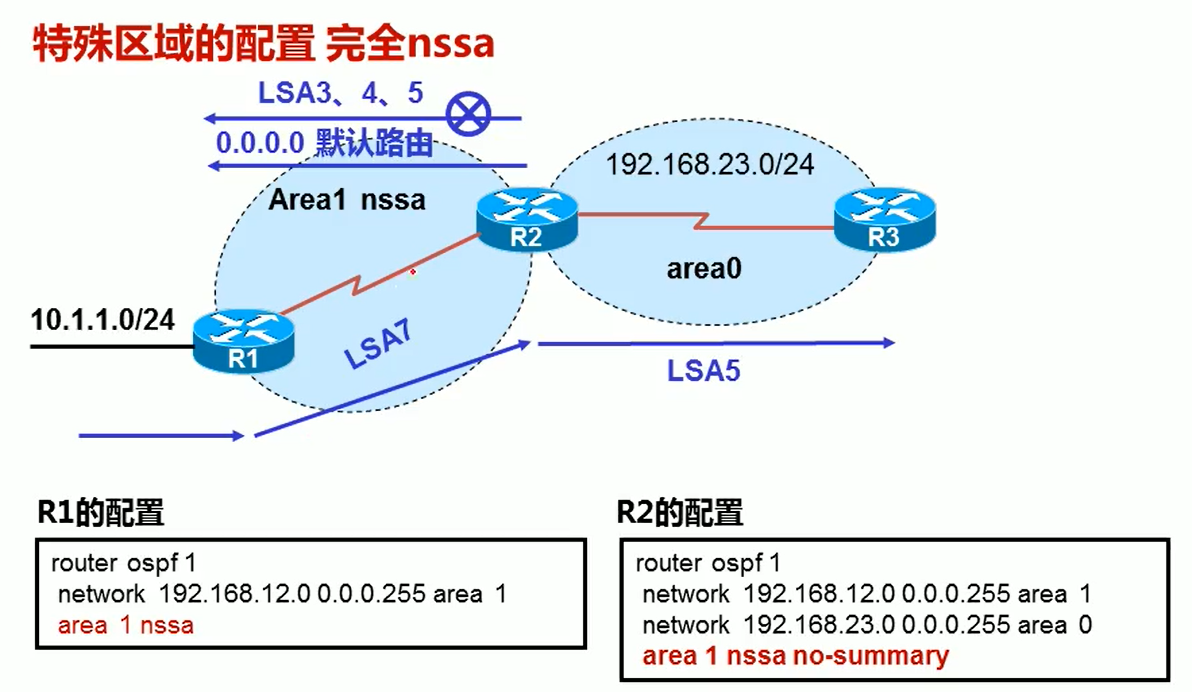 特殊区域的配置 完全nssa
LSA3、4、5
0.0.0.0 默认路由
192.168.23.0/24
Area1 nssa
R2
R3
area0
10.1.1.0/24
R1
LSA7
LSA5
R1的配置
router ospf 1
network 192.168.12.0 0.0.0.255 area 1
area 1 nssa
R2的配置
router ospf 1
network 192.168.12.0 0.0.0.255 area 1
network 192.168.23.0 0.0.0.255 area 0
area 1 nssa no-summary